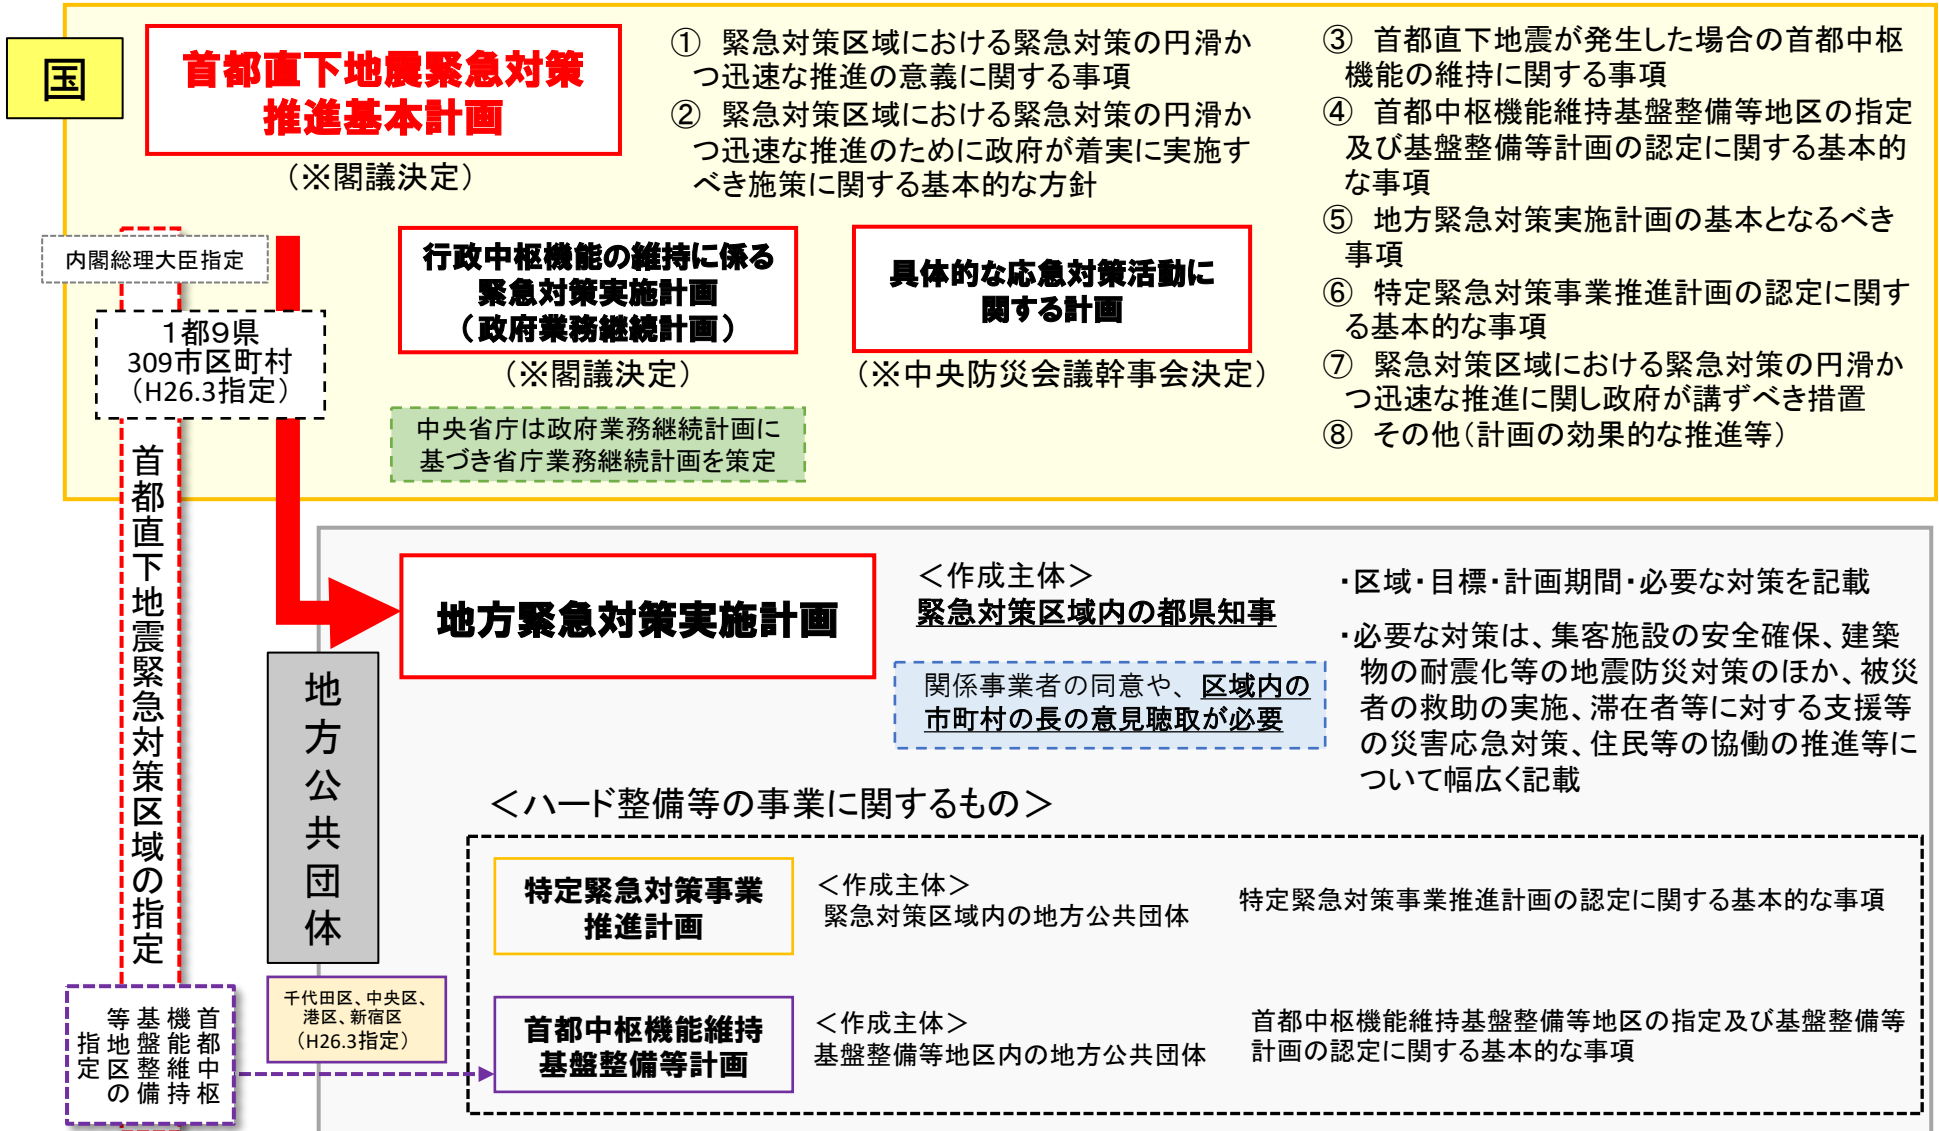 国
首都直下地震緊急対策
推進基本計画
（※閣議決定）
① 緊急対策区域における緊急対策の円滑か
つ迅速な推進の意義に関する事項
② 緊急対策区域における緊急対策の円滑か
つ迅速な推進のために政府が着実に実施す
べき施策に関する基本的な方針
③ 首都直下地震が発生した場合の首都中枢
機能の維持に関する事項
④ 首都中枢機能維持基盤整備等地区の指定
及び基盤整備等計画の認定に関する基本的
な事項
⑤ 地方緊急対策実施計画の基本となるべき
事項
⑥ 特定緊急対策事業推進計画の認定に関す
る基本的な事項
⑦ 緊急対策区域における緊急対策の円滑か
つ迅速な推進に関し政府が講ずべき措置
⑧ その他（計画の効果的な推進等）
内閣総理大臣指定
1都9県
309市区町村
（H26.3指定）
行政中枢機能の維持に係る
緊急対策実施計画
（政府業務継続計画）
（※閣議決定）
中央省庁は政府業務継続計画に
基づき省庁業務継続計画を策定
具体的な応急対策活動に
関する計画
（※中央防災会議幹事会決定）
首都直下地震緊急対策区域の指定
地方公共団体
地方緊急対策実施計画
＜作成主体＞
緊急対策区域内の都県知事
関係事業者の同意や、区域内の
市町村の長の意見聴取が必要
・区域・目標・計画期間・必要な対策を記載
・必要な対策は、集客施設の安全確保、建築
物の耐震化等の地震防災対策のほか、被災
者の救助の実施、滞在者等に対する支援等
の災害応急対策、住民等の協働の推進等に
ついて幅広く記載
＜ハード整備等の事業に関するもの＞
特定緊急対策事業
推進計画
＜作成主体＞
緊急対策区域内の地方公共団体
特定緊急対策事業推進計画の認定に関する基本的な事項
首都中枢
機能維持
基盤整備
等地区の
指定
千代田区、中央区、
港区、新宿区
（H26.3指定）
首都中枢機能維持
基盤整備等計画
＜作成主体＞
基盤整備等地区内の地方公共団体
首都中枢機能維持基盤整備等地区の指定及び基盤整備等
計画の認定に関する基本的な事項